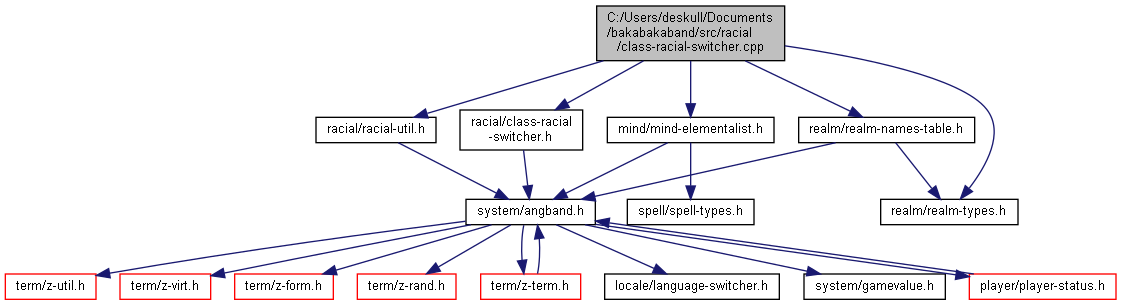 C:/Users/deskull/Documents
/bakabakaband/src/racial
/class-racial-switcher.cpp
racial/racial-util.h
racial/class-racial
-switcher.h
mind/mind-elementalist.h
realm/realm-names-table.h
system/angband.h
spell/spell-types.h
realm/realm-types.h
term/z-util.h
term/z-virt.h
term/z-form.h
term/z-rand.h
term/z-term.h
locale/language-switcher.h
system/gamevalue.h
player/player-status.h